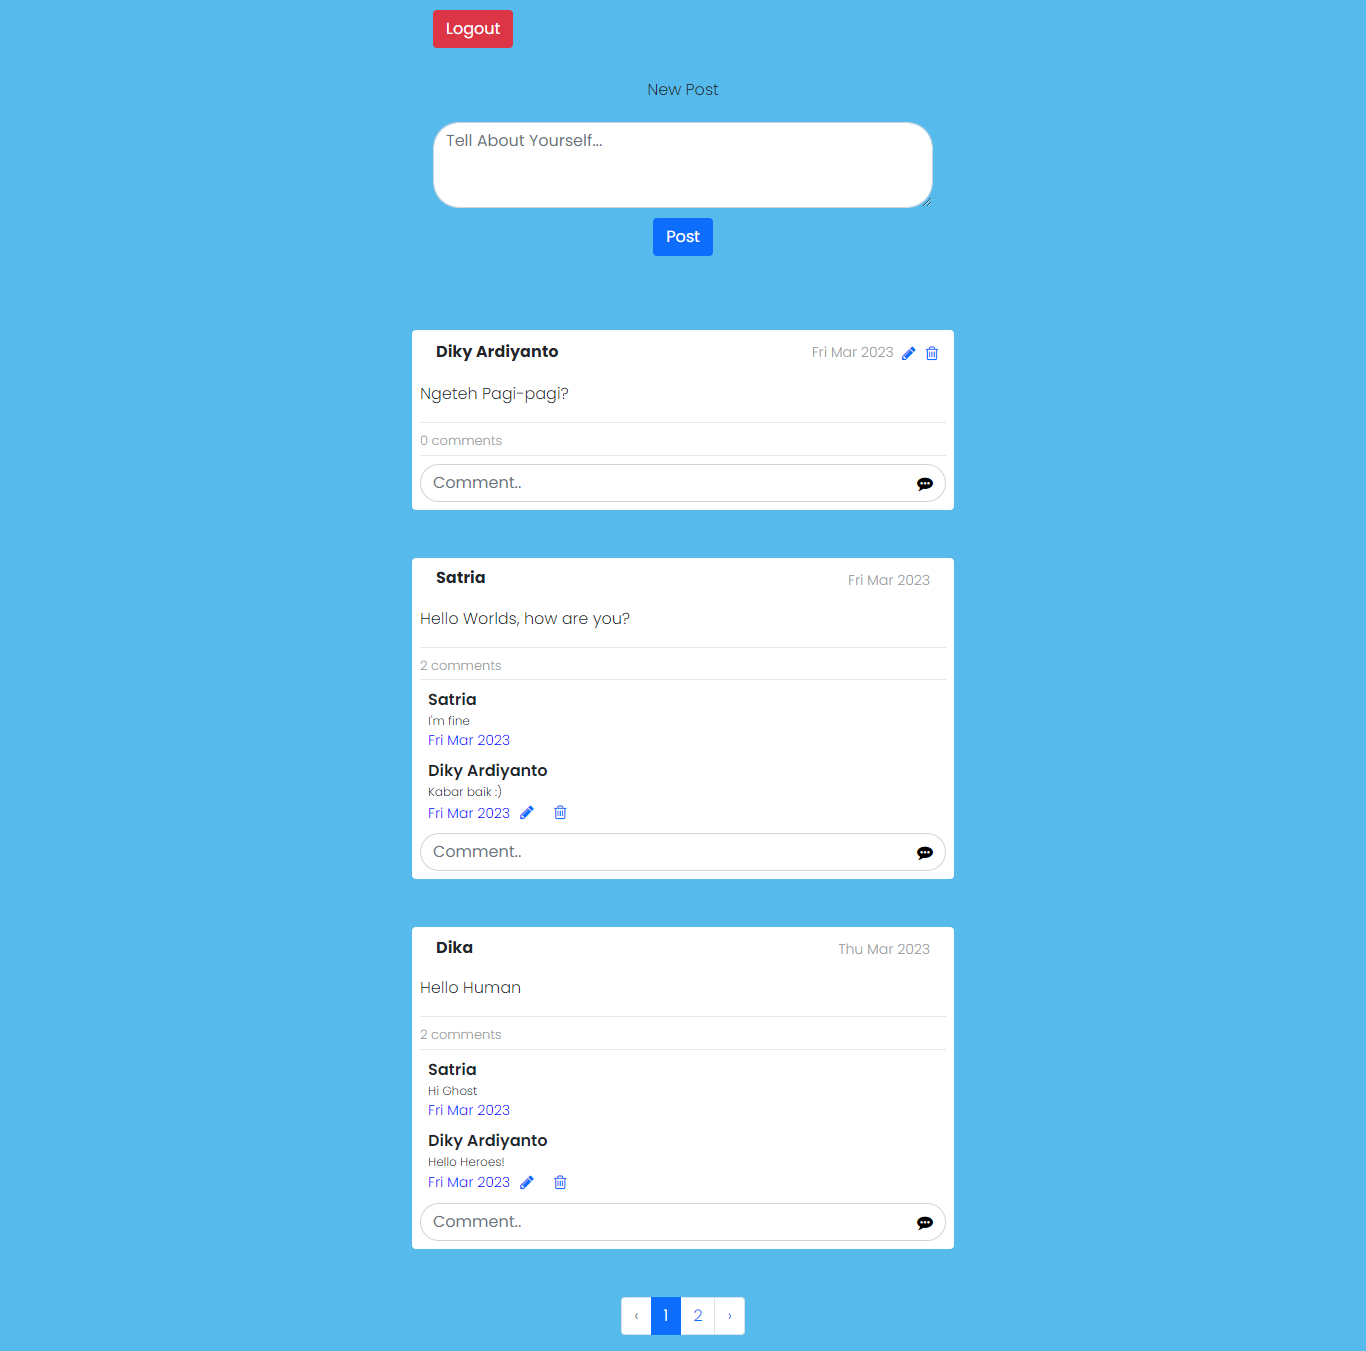 Logout
New Post
Tell About Yourself...
Post
Diky Ardiyanto Fri Mar 2023
Ngeteh Pagi-pagi?
0 comments
Comment..
Satria Fri Mar 2023
Hello Worlds, how are you?
2 comments
Satria
I'm fine
Fri Mar 2023
Diky Ardiyanto
Kabar baik :)
Fri Mar 2023
Comment..
Dika Thu Mar 2023
Hello Human
2 comments
Satria
Hi Ghost
Fri Mar 2023
Diky Ardiyanto
Hello Heroes!
Fri Mar 2023
Comment..
‹ 1 2 ›